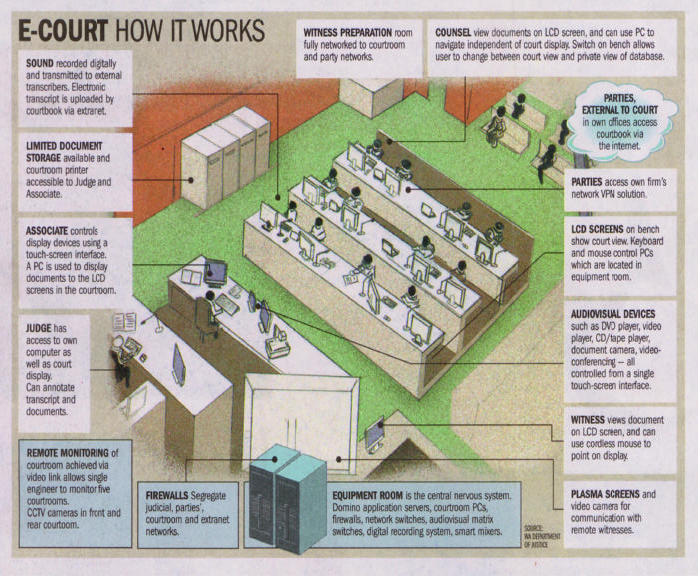 E-COURT HOW IT WORKS
SOUND recorded digitally
and transmitted to external
transcribers. Electronic
transcript is uploaded by
courtbook via extranet.
WITNESS PREPARATION room
fully networked to courtroom
and party networks.
COUNSEL view documents on LCD screen, and can use PC to
navigate independent of court display. Switch on bench allows
user to change between court view and private view of database.
PARTIES,
EXTERNAL TO COURT
in own offices access
courtbook via
the internet.
LIMITED DOCUMENT
STORAGE available and
courtroom printer
accessible to Judge and
Associate.
PARTIES access own firm's
network VPN solution.
ASSOCIATE controls
display devices using a
touch-screen interface.
A PC is used to display
documents to the LCD
screens in the courtroom.
LCD SCREENS on bench
show court view. Keyboard
and mouse control PCs
which are located in
equipment room.
JUDGE has
access to own
computer as
well as court
display.
Can annotate
transcript and
documents.
AUDIOVISUAL DEVICES
such as DVD player, video
player, CD/tape player,
document camera, video-
conferencing — all
controlled from a single
touch-screen interface.
WITNESS views document
on LCD screen, and can
use cordless mouse to
point on display.
REMOTE MONITORING of
courtroom achieved via
video link allows single
engineer to monitor five
courtrooms.
CCTV cameras in front and
rear courtoom.
FIREWALLS Segregate
judicial, parties',
courtroom and extranet
networks.
EQUIPMENT ROOM is the central nervous system.
Domino application servers, courtroom PCs,
firewalls, network switches, audiovisual matrix
switches, digital recording system, smart mixers.
SOURCE:
WA DEPARTMENT
OF JUSTICE
PLASMA SCREENS and
video camera for
communication with
remote witnesses.